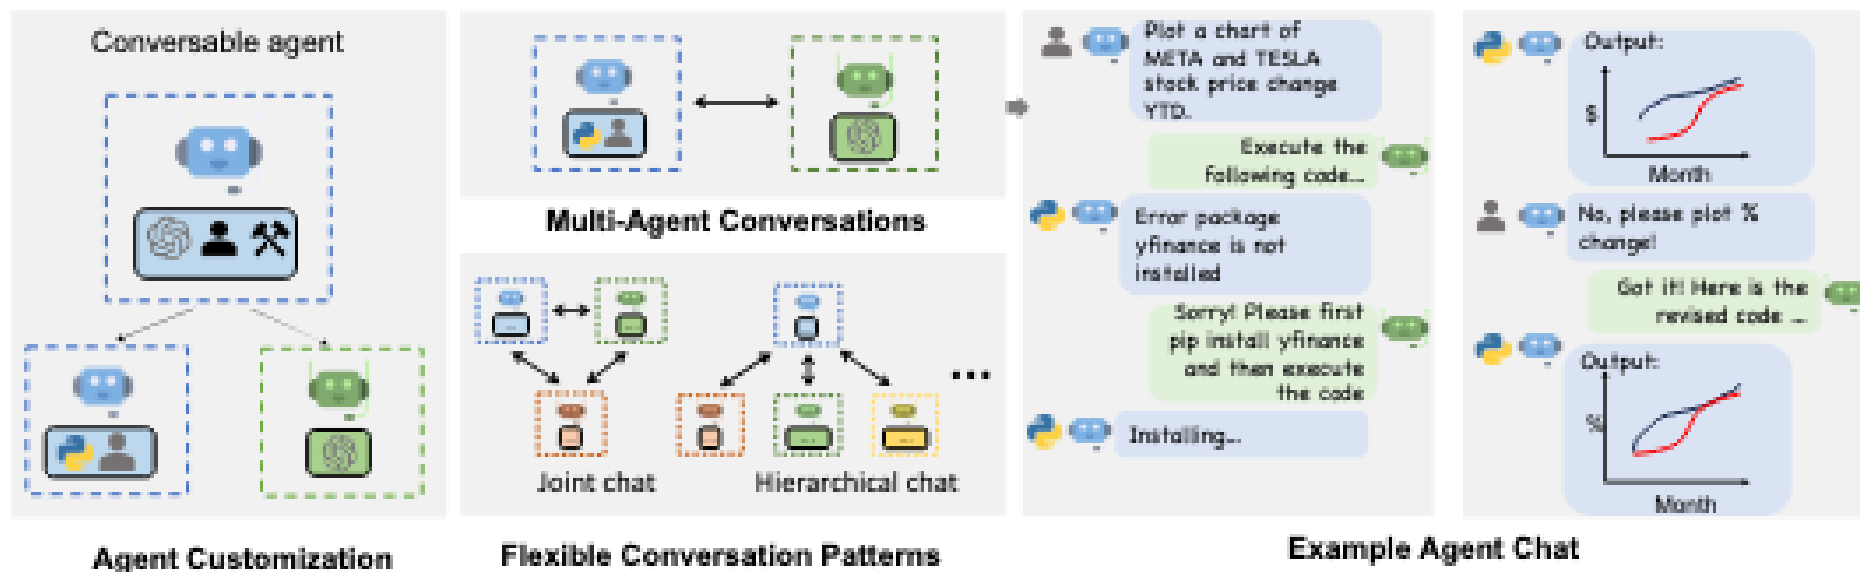 Conversable agent
Agent Customization
Multi-Agent Conversations
Joint chat
Hierarchical chat
...
Flexible Conversation Patterns
Plot a chart of
META and TESLA
stock price change
YTD.
Execute the
following code...
Error package
yfinance is not
installed
Sorry! Please first
pip install yfinance
and then execute
the code
Installing...
Output:
$
Month
No, please plot %
change!
Got it! Here is the
revised code ...
Output:
%
Month
Example Agent Chat